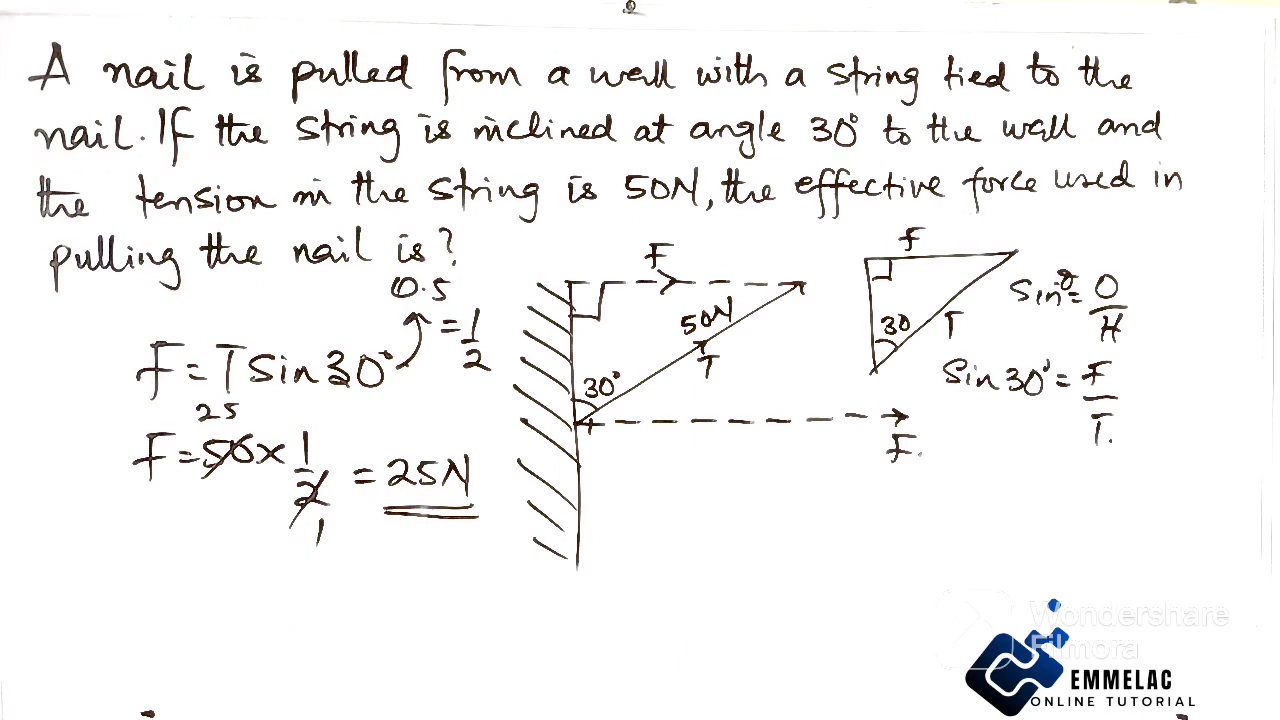 A nail is pulled from a wall with a string tied to the
nail. If the string is inclined at angle 30° to the wall and
the tension in the string is 50N, the effective force used in
pulling the nail is?
0.5
F = T Sin 30° = 1/2
25
F = 50 x 1/2 = 25N
1
F
50N
T
30°
F.
f
30
T
Sin θ = O/H
Sin 30° = F/T.
Wondershare
Filmora
EMMELAC
ONLINE TUTORIAL